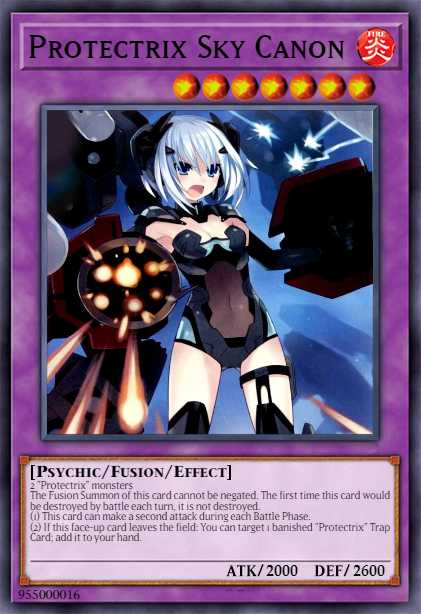 Protectrix Sky Canon
FIRE
炎
[Psychic/Fusion/Effect]
2 "Protectrix" monsters
The Fusion Summon of this card cannot be negated. The first time this card would
be destroyed by battle each turn, it is not destroyed.
(1) This card can make a second attack during each Battle Phase.
(2) If this face-up card leaves the field: You can target 1 banished "Protectrix" Trap
Card; add it to your hand.
ATK/2000 DEF/2600
955000016